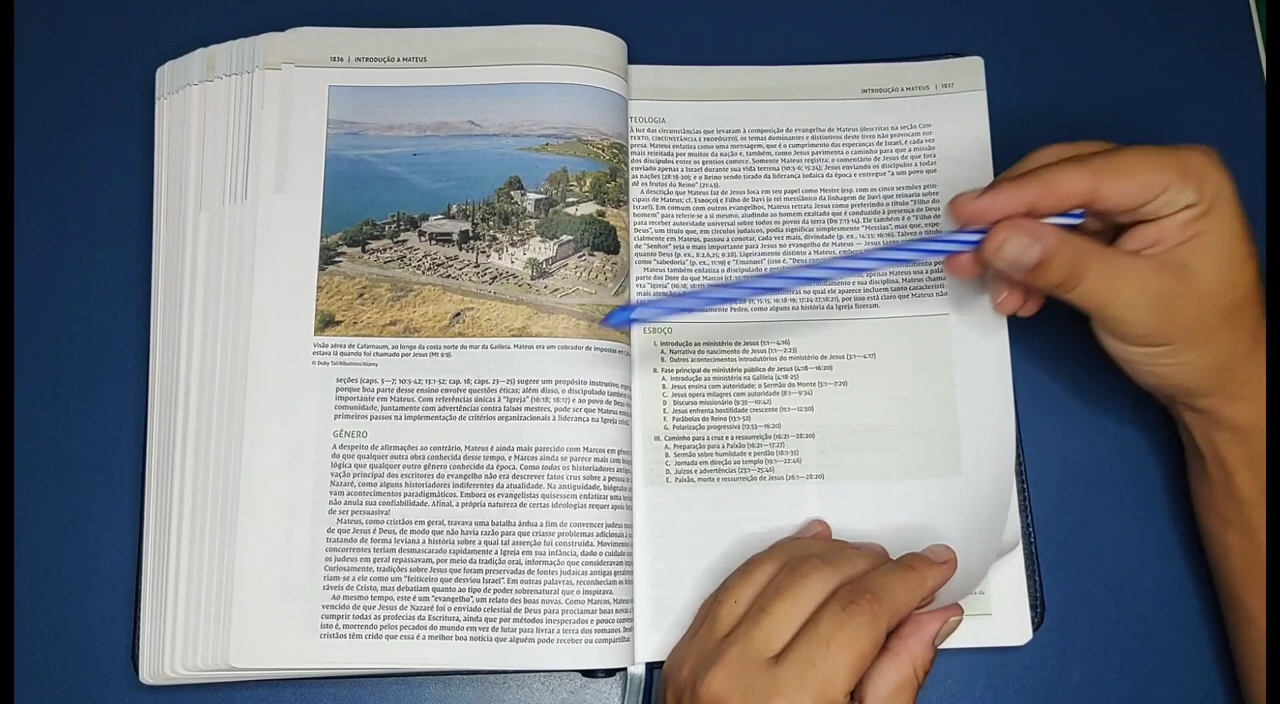 1836 | INTRODUÇÃO A MATEUS
Visão aérea de Cafarnaum, ao longo da costa norte do mar da Galileia. Mateus era um cobrador de impostos em
estava lá quando foi chamado por Jesus (Mt 9:9).
© Duby Tal/Albatross/Alamy
seções (caps. 5—7; 10:5-42; 13:1-52; cap. 18; caps. 23—25) sugere um propósito instrutivo,
porque boa parte desse ensino envolve questões éticas; além disso, o discipulado também
importante em Mateus. Com referências únicas à "Igreja" (16:18; 18:17) e ao povo de Deus
comunidade, juntamente com advertências contra falsos mestres, pode ser que Mateus
primeiros passos na implementação de critérios organizacionais à liderança na Igreja
GÊNERO
A despeito de afirmações ao contrário, Mateus é ainda mais parecido com Marcos em
do que qualquer outra obra conhecida desse tempo, e Marcos ainda se parece mais com
lógica que qualquer outro gênero conhecido da época. Como todos os historiadores
vação principal dos escritores do evangelho não era descrever fatos crus sobre a
Nazaré, como alguns historiadores indiferentes da atualidade. Na antiguidade,
vam acontecimentos paradigmáticos. Embora os evangelistas quisessem enfatizar uma
não anula sua confiabilidade. Afinal, a própria natureza de certas ideologias requer
de ser persuasiva!
Mateus, como cristãos em geral, travava uma batalha árdua a fim de convencer judeus
de que Jesus é Deus, de modo que não havia razão para que criasse problemas adicionais
tratando de forma leviana a história sobre a qual tal asserção foi construída.
concorrentes teriam desmascarado rapidamente a Igreja em sua infância, dado o cuidado
os judeus em geral repassavam, por meio da tradição oral, informação que consideravam
Curiosamente, tradições sobre Jesus que foram preservadas de fontes judaicas antigas
riam-se a ele como um "feiticeiro que desviou Israel". Em outras palavras, reconheciam os
ráveis de Cristo, mas debatiam quanto ao tipo de poder sobrenatural que o inspirava.
Ao mesmo tempo, este é um "evangelho", um relato das boas novas. Como Marcos, Mateus
vencido de que Jesus de Nazaré foi o enviado celestial de Deus para proclamar boas novas
cumprir todas as profecias da Escritura, ainda que por métodos inesperados e pouco
isto é, morrendo pelos pecados do mundo em vez de lutar para livrar a terra dos romanos.
cristãos têm crido que essa é a melhor boa notícia que alguém pode receber ou compartilhar.
INTRODUÇÃO A MATEUS | 1837
TEOLOGIA
À luz das circunstâncias que levaram à composição do evangelho de Mateus (descritas na seção CON-
TEXTO, CIRCUNSTÂNCIA E PROPÓSITO), os temas dominantes e distintivos deste livro não provocam sur-
presa. Mateus enfatiza como uma mensagem, que é o cumprimento das esperanças de Israel, é cada vez
mais rejeitada por muitos da nação e, também, como Jesus pavimenta o caminho para que a missão
dos discípulos entre os gentios comece. Somente Mateus registra: o comentário de Jesus de que fora
enviado apenas a Israel durante sua vida terrena (10:5-6; 15:24); Jesus enviando os discípulos a todas
as nações (28:18-20); e o Reino sendo tirado da liderança judaica da época e entregue "a um povo que
dê os frutos do Reino" (21:43).
A descrição que Mateus faz de Jesus foca em seu papel como Mestre (esp. com os cinco sermões prin-
cipais de Mateus; cf. Esboço) e Filho de Davi (o rei messiânico da linhagem de Davi que reinaria sobre
Israel). Em comum com outros evangelhos, Mateus retrata Jesus como preferindo o título "Filho do
homem" para referir-se a si mesmo, aludindo ao homem exaltado que é conduzido à presença de Deus
para receber autoridade universal sobre todos os povos da terra (Dn 7:13-14). Ele também é o "Filho de
Deus", um título que, em círculos judaicos, podia significar simplesmente "Messias", mas que, espe-
cialmente em Mateus, passou a conotar, cada vez mais, divindade (p. ex., 14:33; 16:16). Talvez o título
de "Senhor" seja o mais importante para Jesus no evangelho de Mateus — Jesus tanto
quanto Deus (p. ex., 8:2,6,25; 9:28). Ligeiramente distinto a Mateus,
como "sabedoria" (p. ex., 11:19) e "Emanuel" (isto é, "Deus
Mateus também enfatiza o discipulado e
parte dos Doze da que Marcos apenas Mateus usa a pala-
vra "Igreja" (16:18; 18:17) e sua disciplina. Mateus chama
mais no qual ele aparece incluem tanto característi-
15:15; 16:18-19; 17:24-27; 18:21), por isso está claro que Mateus não
Pedro, como alguns na história da Igreja fizeram.
ESBOÇO
I. Introdução ao ministério de Jesus (1:1—4:16)
A. Narrativa do nascimento de Jesus (1:1—2:23)
B. Outros acontecimentos introdutórios do ministério de Jesus (3:1—4:17)
II. Fase principal do ministério público de Jesus (4:18—16:20)
A. Introdução ao ministério na Galileia (4:18-25)
B. Jesus ensina com autoridade: o Sermão do Monte (5:1—7:29)
C. Jesus opera milagres com autoridade (8:1—9:34)
D Discurso missionário (9:35—10:42)
E. Jesus enfrenta hostilidade crescente (11:1—12:50)
F. Parábolas do Reino (13:1-52)
G. Polarização progressiva (13:53—16:20)
III. Caminho para a cruz e a ressurreição (16:21—28:20)
A. Preparação para a Paixão (16:21—17:27)
B. Sermão sobre humildade e perdão (18:1-35)
C. Jornada em direção ao templo (19:1—22:46)
D. Juízos e advertências (23:1—25:46)
E. Paixão, morte e ressurreição de Jesus (26:1—28:20)